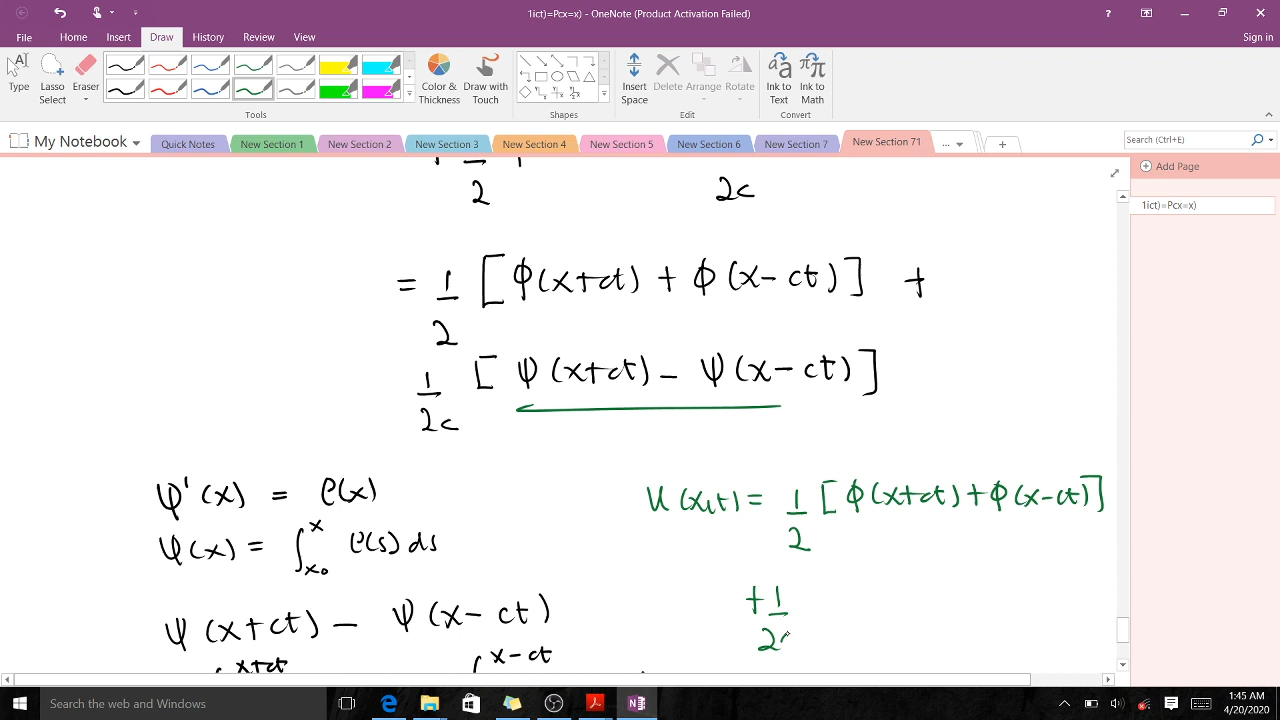 1ict)=Pcx=x) - OneNote (Product Activation Failed)
File Home Insert Draw History Review View Sign in
Type Lasso Select Eraser Color & Thickness Draw with Touch Insert Space Delete Arrange Rotate Ink to Text Ink to Math
Tools Shapes Edit Convert
My Notebook Quick Notes New Section 1 New Section 2 New Section 3 New Section 4 New Section 5 New Section 6 New Section 7 New Section 71 ... Search (Ctrl+E)
Add Page
1ict)=Pcx=x)
2 2c
= 1/2 [ϕ(x+ct) + ϕ(x-ct)] +
1/2c [ψ(x+ct) - ψ(x-ct)]
ψ'(x) = ρ(x)
ψ(x) = ∫_{x0}^{x} ρ(s) ds
ψ(x+ct) - ψ(x-ct)
x+ct x-ct
u(x,t) = 1/2 [ϕ(x+ct) + ϕ(x-ct)]
+ 1/2c
Search the web and Windows
1:45 AM
4/20/2020